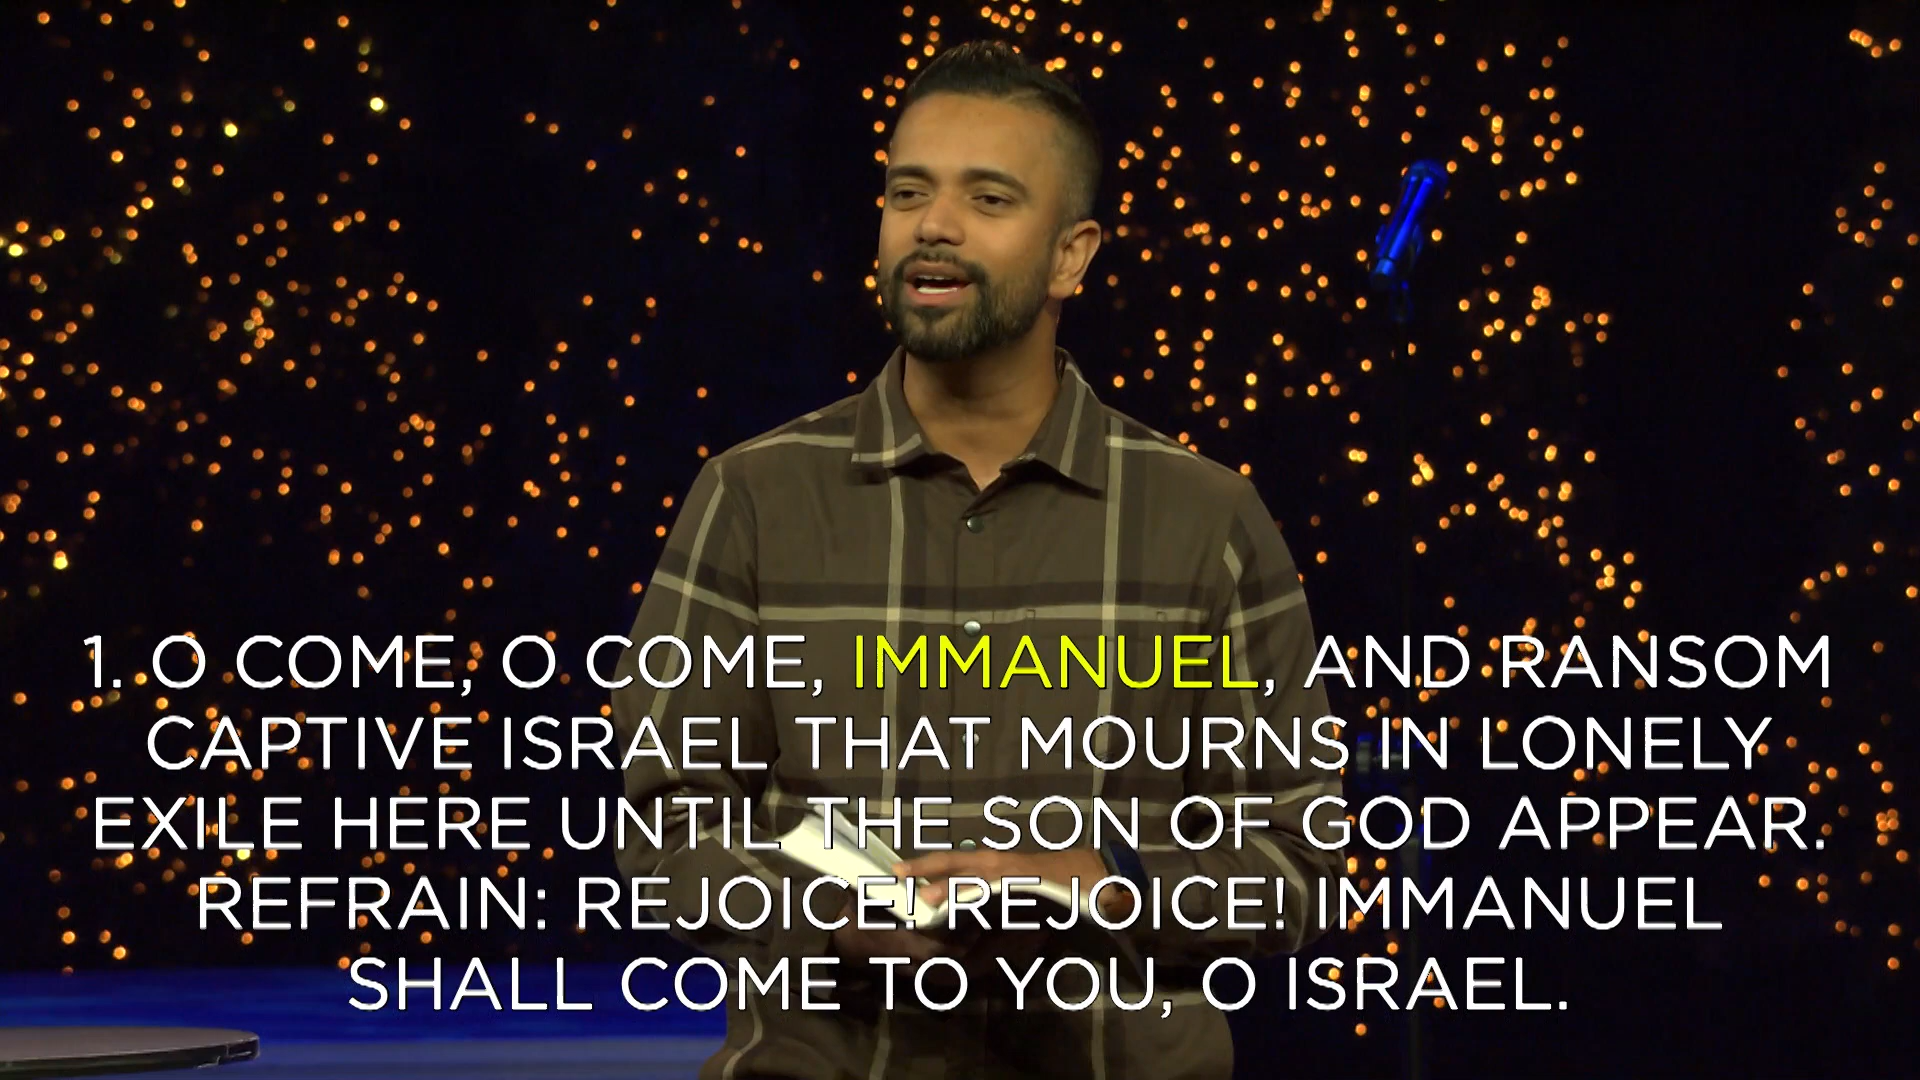 1. O COME, O COME, IMMANUEL, AND RANSOM
CAPTIVE ISRAEL THAT MOURNS IN LONELY
EXILE HERE UNTIL THE SON OF GOD APPEAR.
REFRAIN: REJOICE! REJOICE! IMMANUEL
SHALL COME TO YOU, O ISRAEL.